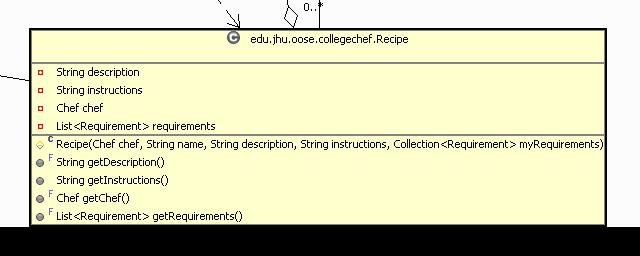 0..*
C edu.jhu.oose.collegechef.Recipe
String description
String instructions
Chef chef
List<Requirement> requirements
C Recipe(Chef chef, String name, String description, String instructions, Collection<Requirement> myRequirements)
F String getDescription()
String getInstructions()
F Chef getChef()
F List<Requirement> getRequirements()